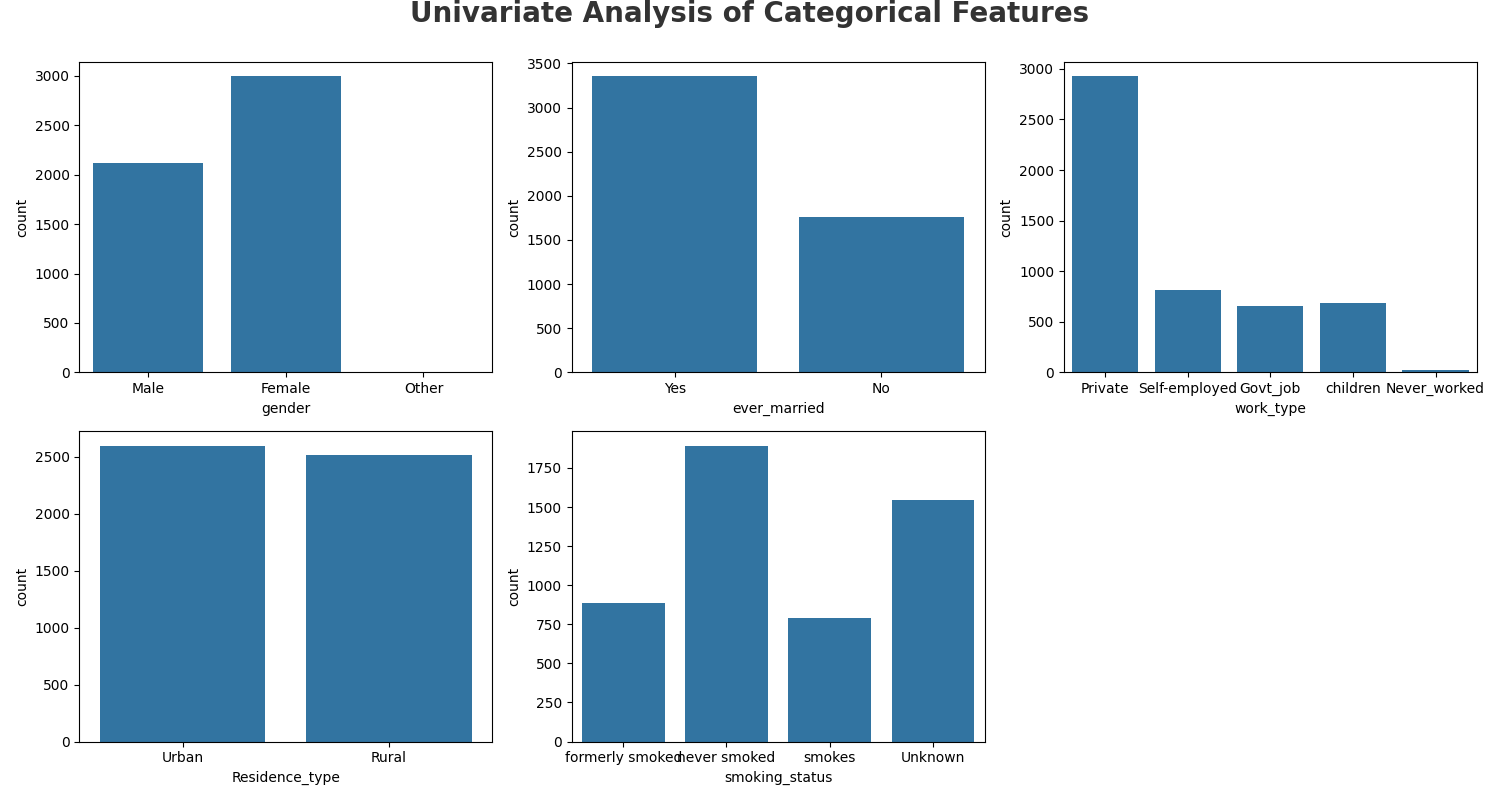 Univariate Analysis of Categorical Features
3000
2500
2000
1500
1000
500
0
count
Male Female Other
gender
3500
3000
2500
2000
1500
1000
500
0
count
Yes No
ever_married
3000
2500
2000
1500
1000
500
0
count
Private Self-employed Govt_job children Never_worked
work_type
2500
2000
1500
1000
500
0
count
Urban Rural
Residence_type
1750
1500
1250
1000
750
500
250
0
count
formerly smoked never smoked smokes Unknown
smoking_status